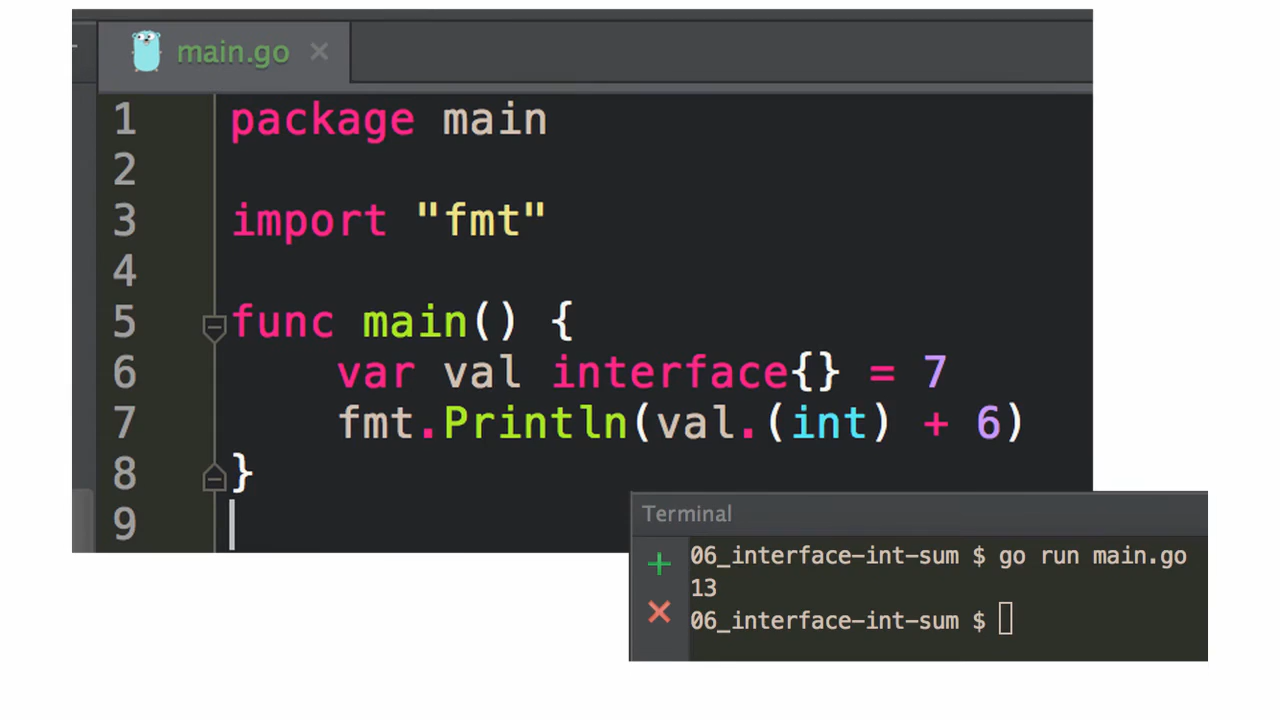 main.go ×
1 package main
2
3 import "fmt"
4
5 func main() {
6     var val interface{} = 7
7     fmt.Println(val.(int) + 6)
8 }
9
Terminal
06_interface-int-sum $ go run main.go
13
06_interface-int-sum $